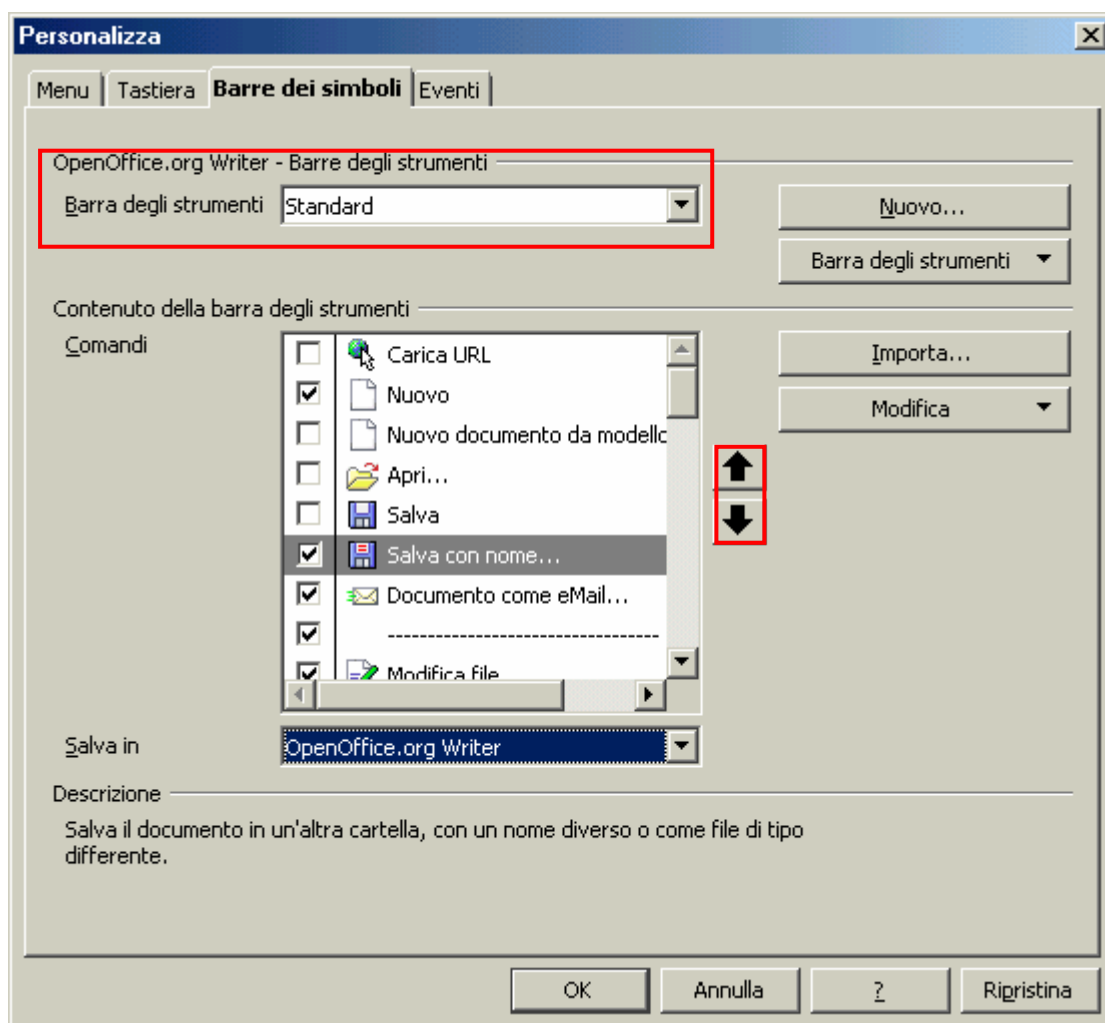 Personalizza
Menu Tastiera Barre dei simboli Eventi
OpenOffice.org Writer - Barre degli strumenti
Barra degli strumenti Standard Nuovo...
Barra degli strumenti
Contenuto della barra degli strumenti
Comandi
Carica URL Importa...
Nuovo
Modifica
Nuovo documento da modello
Apri...
Salva
Salva con nome...
Documento come eMail...
---------------------------------
Modifica file
Salva in OpenOffice.org Writer
Descrizione
Salva il documento in un'altra cartella, con un nome diverso o come file di tipo
differente.
OK Annulla ? Ripristina